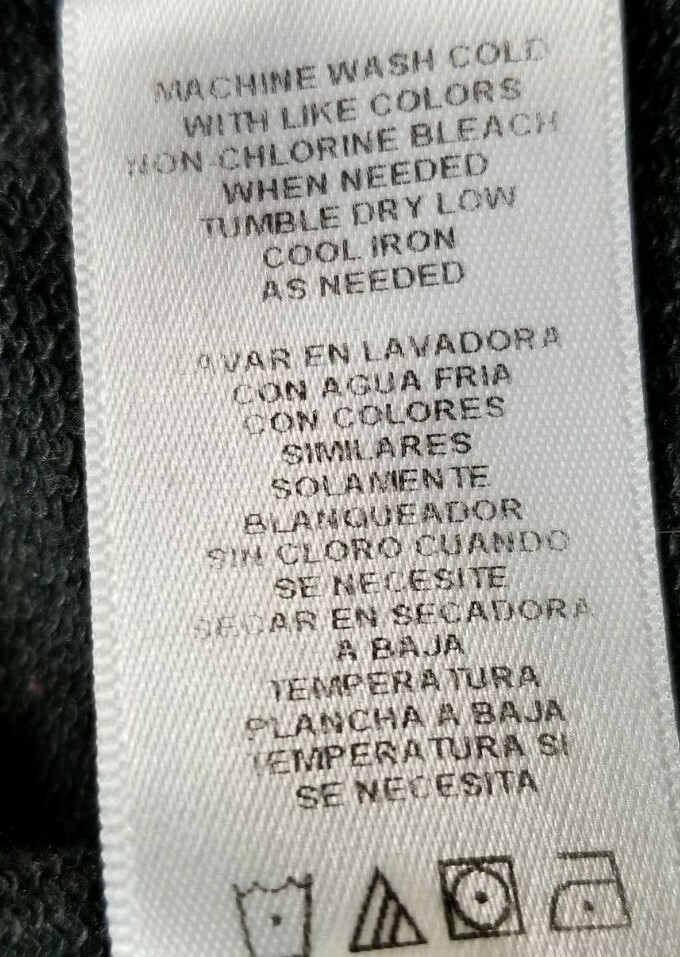 MACHINE WASH COLD
WITH LIKE COLORS
NON-CHLORINE BLEACH
WHEN NEEDED
TUMBLE DRY LOW
COOL IRON
AS NEEDED
LAVAR EN LAVADORA
CON AGUA FRIA
CON COLORES
SIMILARES
SOLAMENTE
BLANQUEADOR
SIN CLORO CUANDO
SE NECESITE
SECAR EN SECADORA
A BAJA
TEMPERATURA
PLANCHA A BAJA
TEMPERATURA SI
SE NECESITA